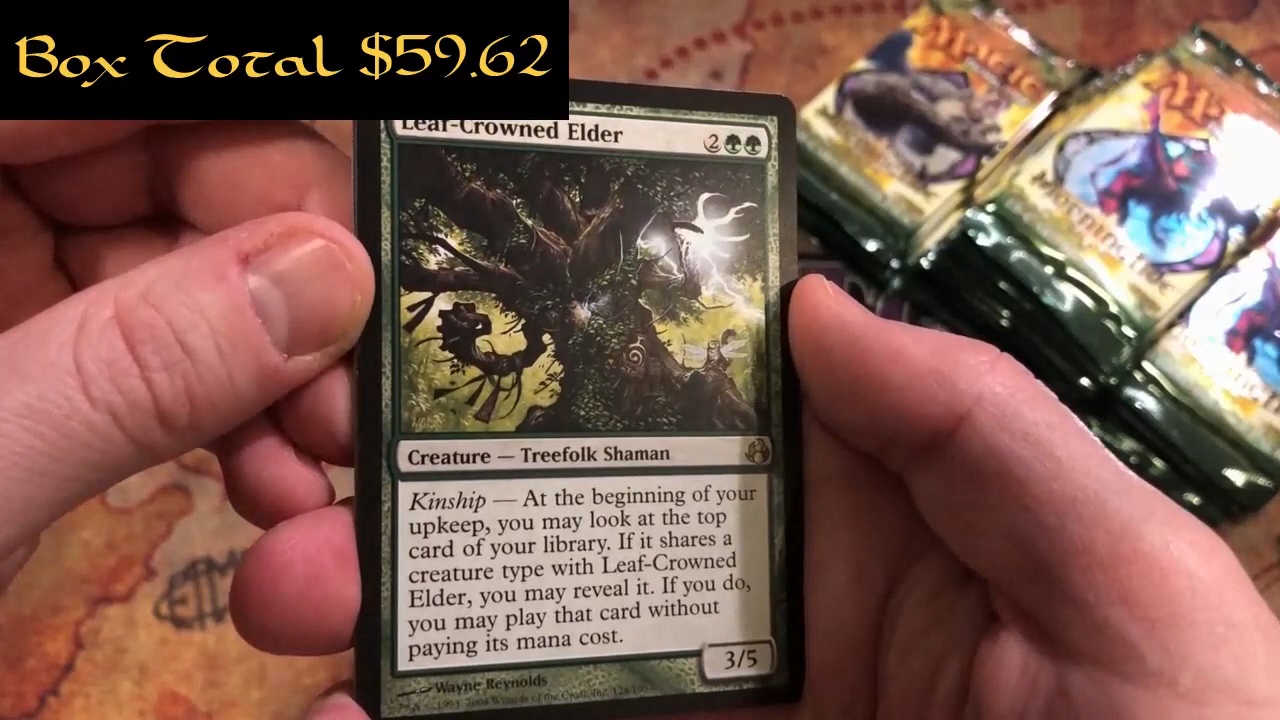 Box Total $59.62
Leaf-Crowned Elder 2
Creature — Treefolk Shaman
Kinship — At the beginning of your
upkeep, you may look at the top
card of your library. If it shares a
creature type with Leaf-Crowned
Elder, you may reveal it. If you do,
you may play that card without
paying its mana cost.
3/5
Wayne Reynolds
Magic
Morningtide